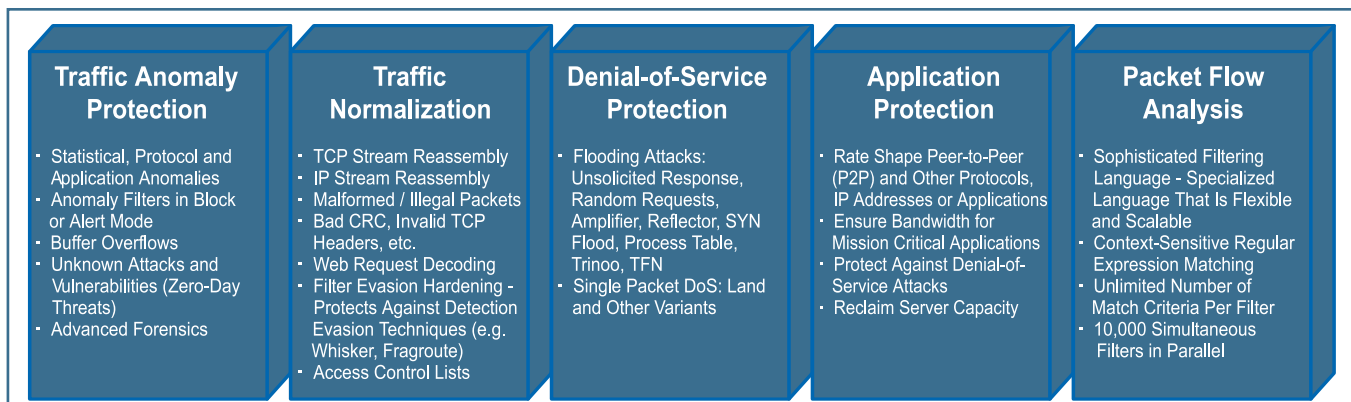 Traffic Anomaly
Protection
- Statistical, Protocol and
Application Anomalies
- Anomaly Filters in Block
or Alert Mode
- Buffer Overflows
- Unknown Attacks and
Vulnerabilities (Zero-Day
Threats)
- Advanced Forensics
Traffic
Normalization
- TCP Stream Reassembly
- IP Stream Reassembly
- Malformed / Illegal Packets
- Bad CRC, Invalid TCP
Headers, etc.
- Web Request Decoding
- Filter Evasion Hardening -
Protects Against Detection
Evasion Techniques (e.g.
Whisker, Fragroute)
- Access Control Lists
Denial-of-Service
Protection
- Flooding Attacks:
Unsolicited Response,
Random Requests,
Amplifier, Reflector, SYN
Flood, Process Table,
Trinoo, TFN
- Single Packet DoS: Land
and Other Variants
Application
Protection
- Rate Shape Peer-to-Peer
(P2P) and Other Protocols,
IP Addresses or Applications
- Ensure Bandwidth for
Mission Critical Applications
- Protect Against Denial-of-
Service Attacks
- Reclaim Server Capacity
Packet Flow
Analysis
- Sophisticated Filtering
Language - Specialized
Language That Is Flexible
and Scalable
- Context-Sensitive Regular
Expression Matching
- Unlimited Number of
Match Criteria Per Filter
- 10,000 Simultaneous
Filters in Parallel